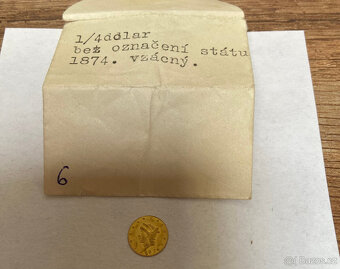 1/4dolar
bez označení státu
1874. vzácný.
6